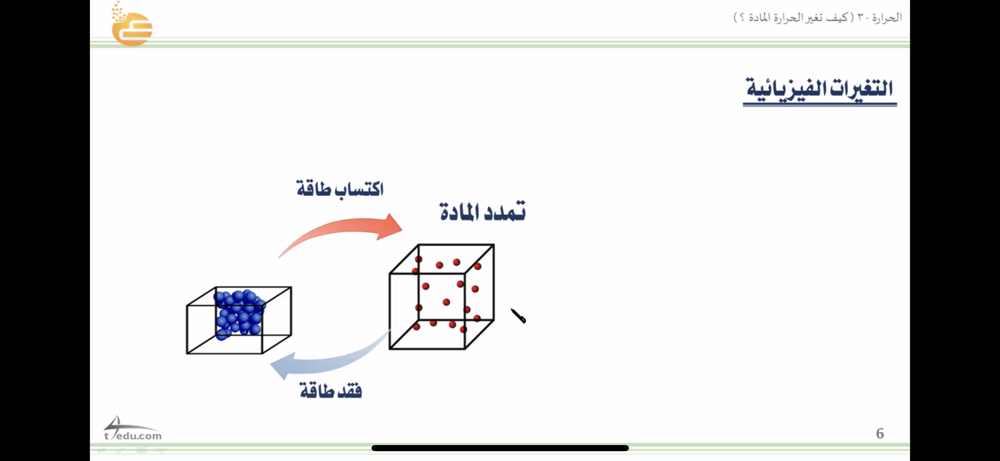 الحرارة - ٣ (كيف تغير الحرارة المادة ؟)
التغيرات الفيزيائية
اكتساب طاقة
تمدد المادة
فقد طاقة
t4edu.com
6